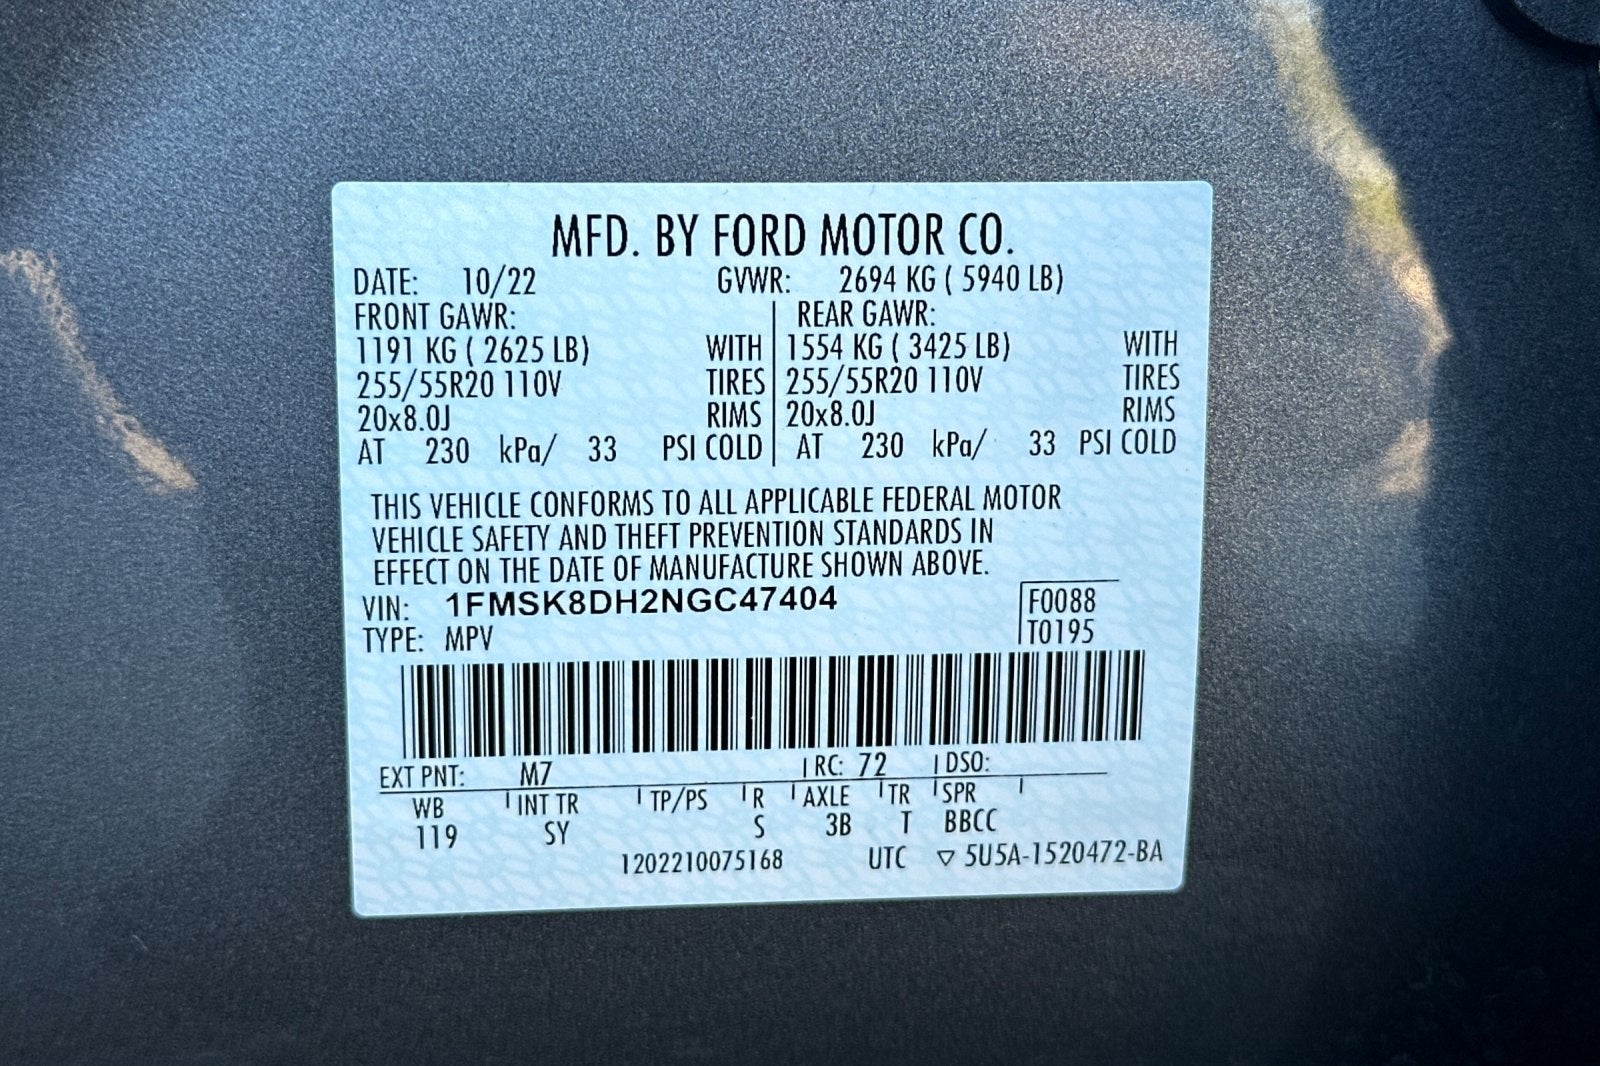 MFD. BY FORD MOTOR CO.
DATE: 10/22 GVWR: 2694 KG ( 5940 LB)
FRONT GAWR: REAR GAWR:
1191 KG ( 2625 LB) WITH 1554 KG ( 3425 LB) WITH
255/55R20 110V TIRES 255/55R20 110V TIRES
20x8.0J RIMS 20x8.0J RIMS
AT 230 kPa/ 33 PSI COLD AT 230 kPa/ 33 PSI COLD
THIS VEHICLE CONFORMS TO ALL APPLICABLE FEDERAL MOTOR
VEHICLE SAFETY AND THEFT PREVENTION STANDARDS IN
EFFECT ON THE DATE OF MANUFACTURE SHOWN ABOVE.
VIN: 1FMSK8DH2NGC47404 F0088
TYPE: MPV T0195
EXT PNT: M7 RC: 72 DSO:
WB INT TR TP/PS R AXLE TR SPR
119 SY S 3B T BBCC
1202210075168 UTC ▽ 5U5A-1520472-BA